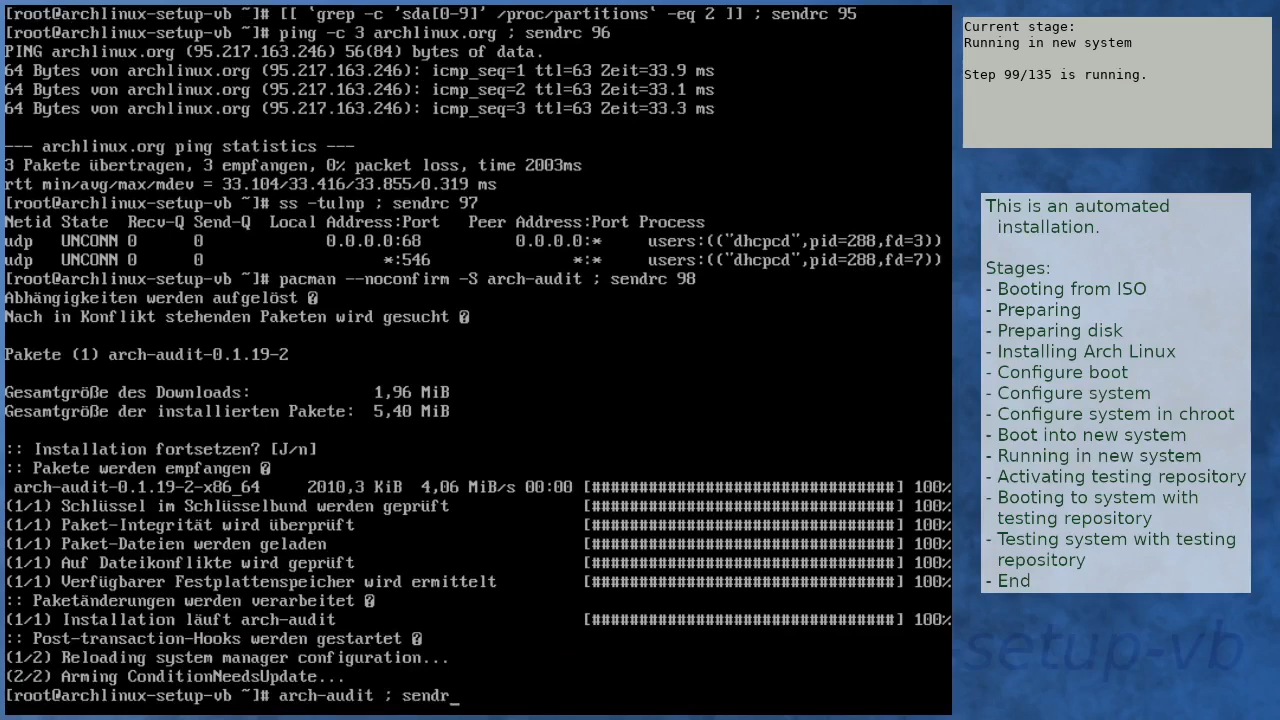 [root@archlinux-setup-vb ~]# [[ `grep -c 'sda[0-9]' /proc/partitions` -eq 2 ]] ; sendrc 95
[root@archlinux-setup-vb ~]# ping -c 3 archlinux.org ; sendrc 96
PING archlinux.org (95.217.163.246) 56(84) bytes of data.
64 Bytes von archlinux.org (95.217.163.246): icmp_seq=1 ttl=63 Zeit=33.9 ms
64 Bytes von archlinux.org (95.217.163.246): icmp_seq=2 ttl=63 Zeit=33.1 ms
64 Bytes von archlinux.org (95.217.163.246): icmp_seq=3 ttl=63 Zeit=33.3 ms
--- archlinux.org ping statistics ---
3 Pakete übertragen, 3 empfangen, 0% packet loss, time 2003ms
rtt min/avg/max/mdev = 33.104/33.416/33.855/0.319 ms
[root@archlinux-setup-vb ~]# ss -tulnp ; sendrc 97
Netid State  Recv-Q Send-Q  Local Address:Port   Peer Address:Port Process
udp   UNCONN 0      0             0.0.0.0:68          0.0.0.0:*     users:(("dhcpcd",pid=288,fd=3))
udp   UNCONN 0      0                   *:546               *:*     users:(("dhcpcd",pid=288,fd=7))
[root@archlinux-setup-vb ~]# pacman --noconfirm -S arch-audit ; sendrc 98
Abhängigkeiten werden aufgelöst �
Nach in Konflikt stehenden Paketen wird gesucht �
Pakete (1) arch-audit-0.1.19-2
Gesamtgröße des Downloads:             1,96 MiB
Gesamtgröße der installierten Pakete:  5,40 MiB
:: Installation fortsetzen? [J/n]
:: Pakete werden empfangen �
 arch-audit-0.1.19-2-x86_64     2010,3 KiB  4,06 MiB/s 00:00 [################################] 100%
(1/1) Schlüssel im Schlüsselbund werden geprüft              [################################] 100%
(1/1) Paket-Integrität wird überprüft                        [################################] 100%
(1/1) Paket-Dateien werden geladen                           [################################] 100%
(1/1) Auf Dateikonflikte wird geprüft                        [################################] 100%
(1/1) Verfügbarer Festplattenspeicher wird ermittelt         [################################] 100%
:: Paketänderungen werden verarbeitet �
(1/1) Installation läuft arch-audit                          [################################] 100%
:: Post-transaction-Hooks werden gestartet �
(1/2) Reloading system manager configuration...
(2/2) Arming ConditionNeedsUpdate...
[root@archlinux-setup-vb ~]# arch-audit ; sendr_
Current stage:
Running in new system
Step 99/135 is running.
This is an automated
installation.
Stages:
- Booting from ISO
- Preparing
- Preparing disk
- Installing Arch Linux
- Configure boot
- Configure system
- Configure system in chroot
- Boot into new system
- Running in new system
- Activating testing repository
- Booting to system with
testing repository
- Testing system with testing
repository
- End
-setup-vb